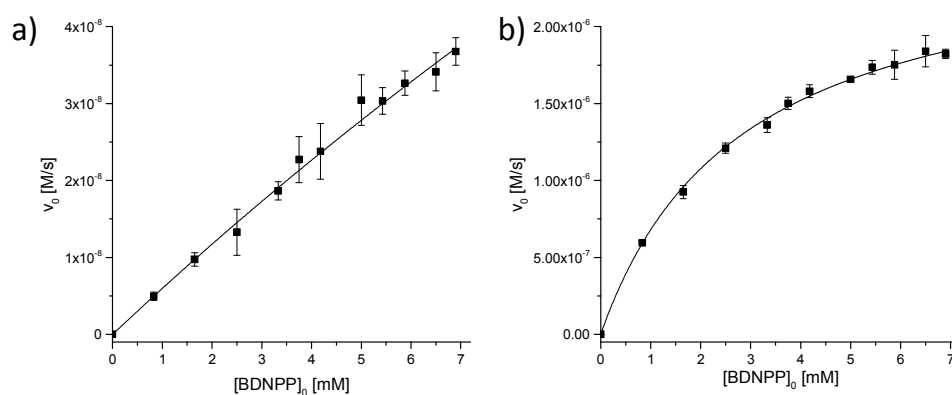 a)
4x10⁻⁸
3x10⁻⁸
2x10⁻⁸
1x10⁻⁸
0
v₀ [M/s]
0 1 2 3 4 5 6 7
[BDNPP]₀ [mM]
b)
2.00x10⁻⁶
1.50x10⁻⁶
1.00x10⁻⁶
5.00x10⁻⁷
0.00
v₀ [M/s]
0 1 2 3 4 5 6 7
[BDNPP]₀ [mM]